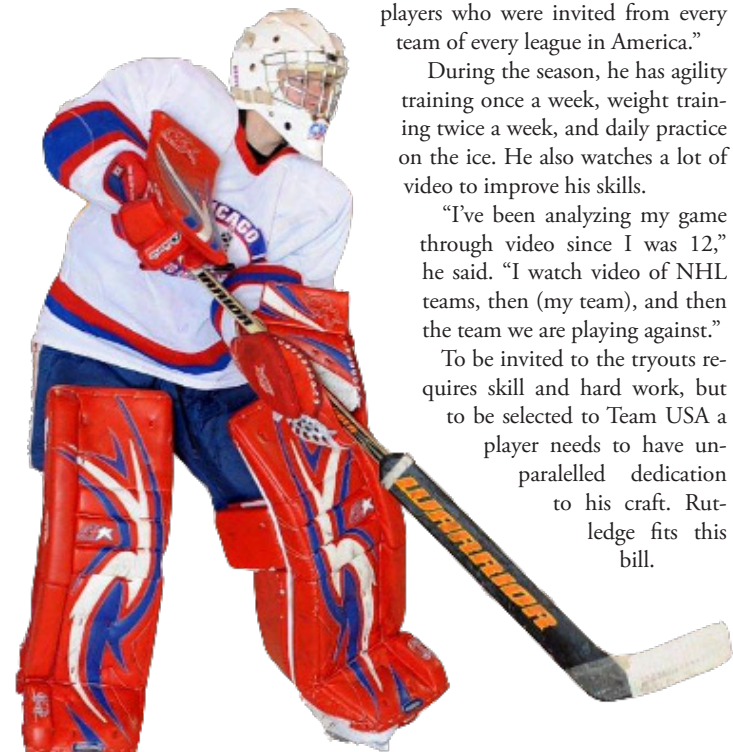 players who were invited from every
team of every league in America.”
During the season, he has agility
training once a week, weight train-
ing twice a week, and daily practice
on the ice. He also watches a lot of
video to improve his skills.
“I’ve been analyzing my game
through video since I was 12,”
he said. “I watch video of NHL
teams, then (my team), and then
the team we are playing against.”
To be invited to the tryouts re-
quires skill and hard work, but
to be selected to Team USA a
player needs to have un-
paralelled dedication
to his craft. Rut-
ledge fits this
bill.
WARRIOR